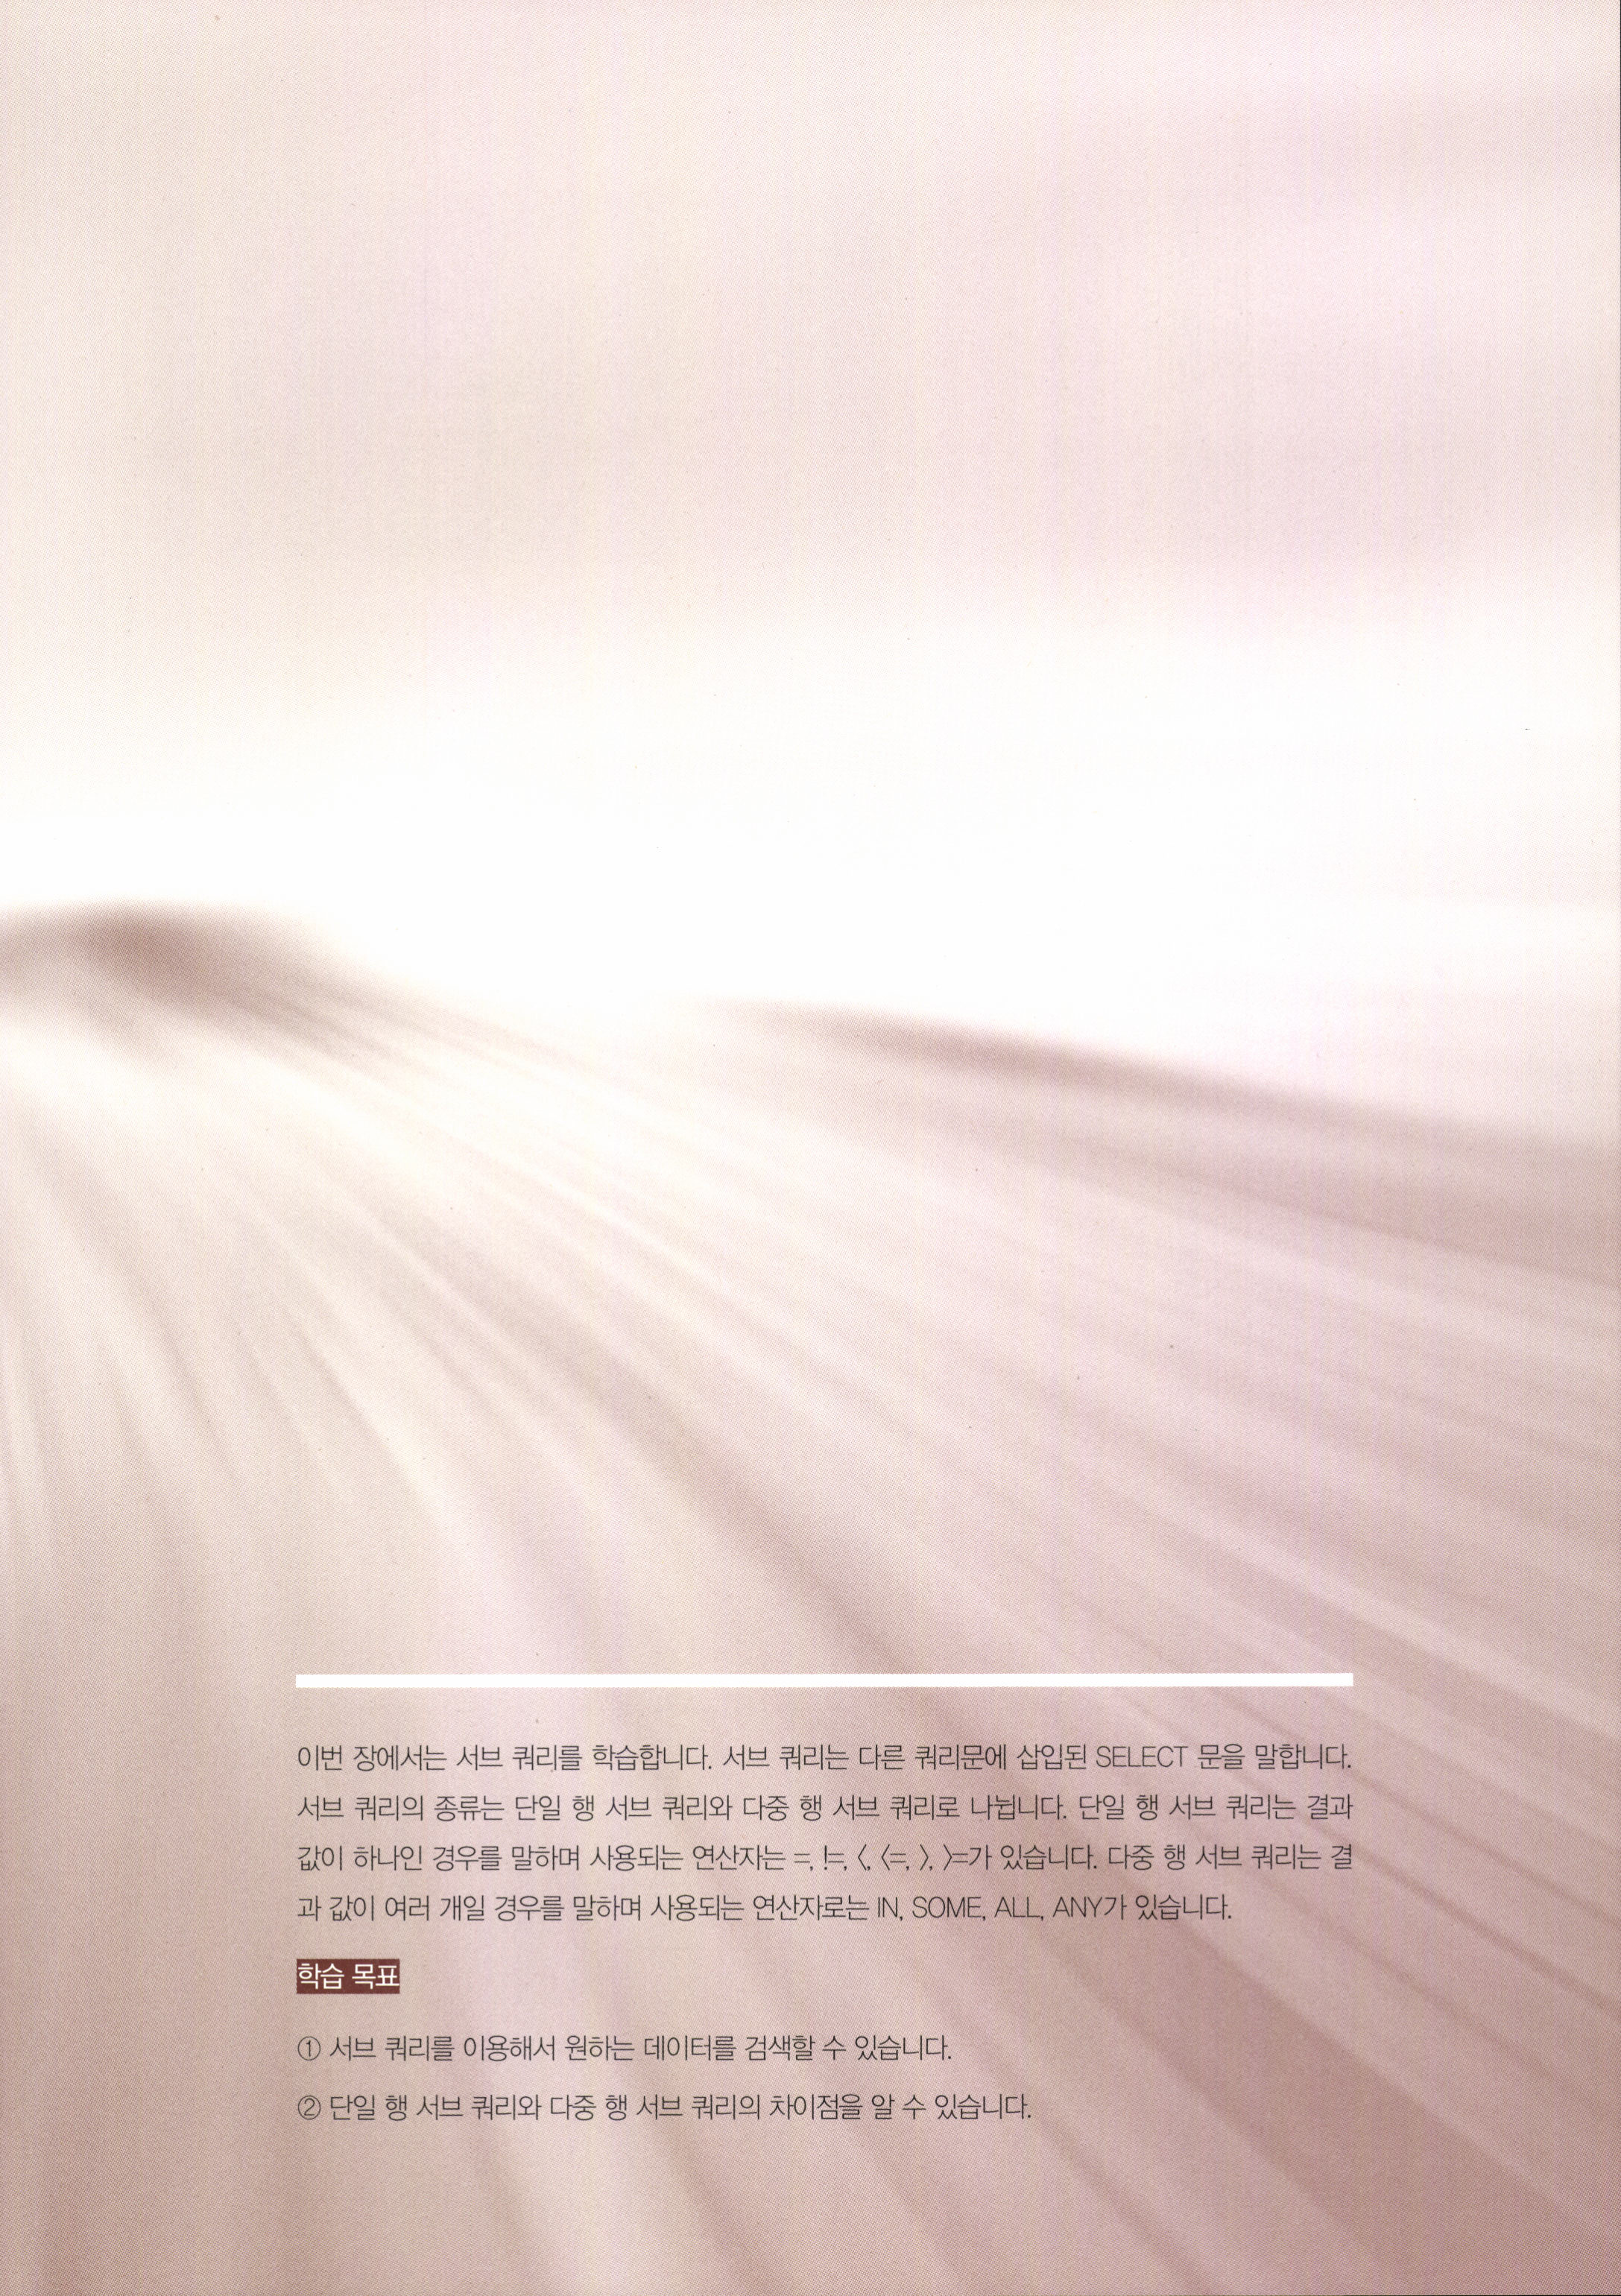 이번 장에서는 서브 쿼리를 학습합니다. 서브 쿼리는 다른 쿼리문에 삽입된 SELECT 문을 말합니다.
서브 쿼리의 종류는 단일 행 서브 쿼리와 다중 행 서브 쿼리로 나뉩니다. 단일 행 서브 쿼리는 결과
값이 하나인 경우를 말하며 사용되는 연산자는 =, !=, <, <=, >, >=가 있습니다. 다중 행 서브 쿼리는 결
과 값이 여러 개일 경우를 말하며 사용되는 연산자로는 IN, SOME, ALL, ANY가 있습니다.
학습 목표
① 서브 쿼리를 이용해서 원하는 데이터를 검색할 수 있습니다.
② 단일 행 서브 쿼리와 다중 행 서브 쿼리의 차이점을 알 수 있습니다.